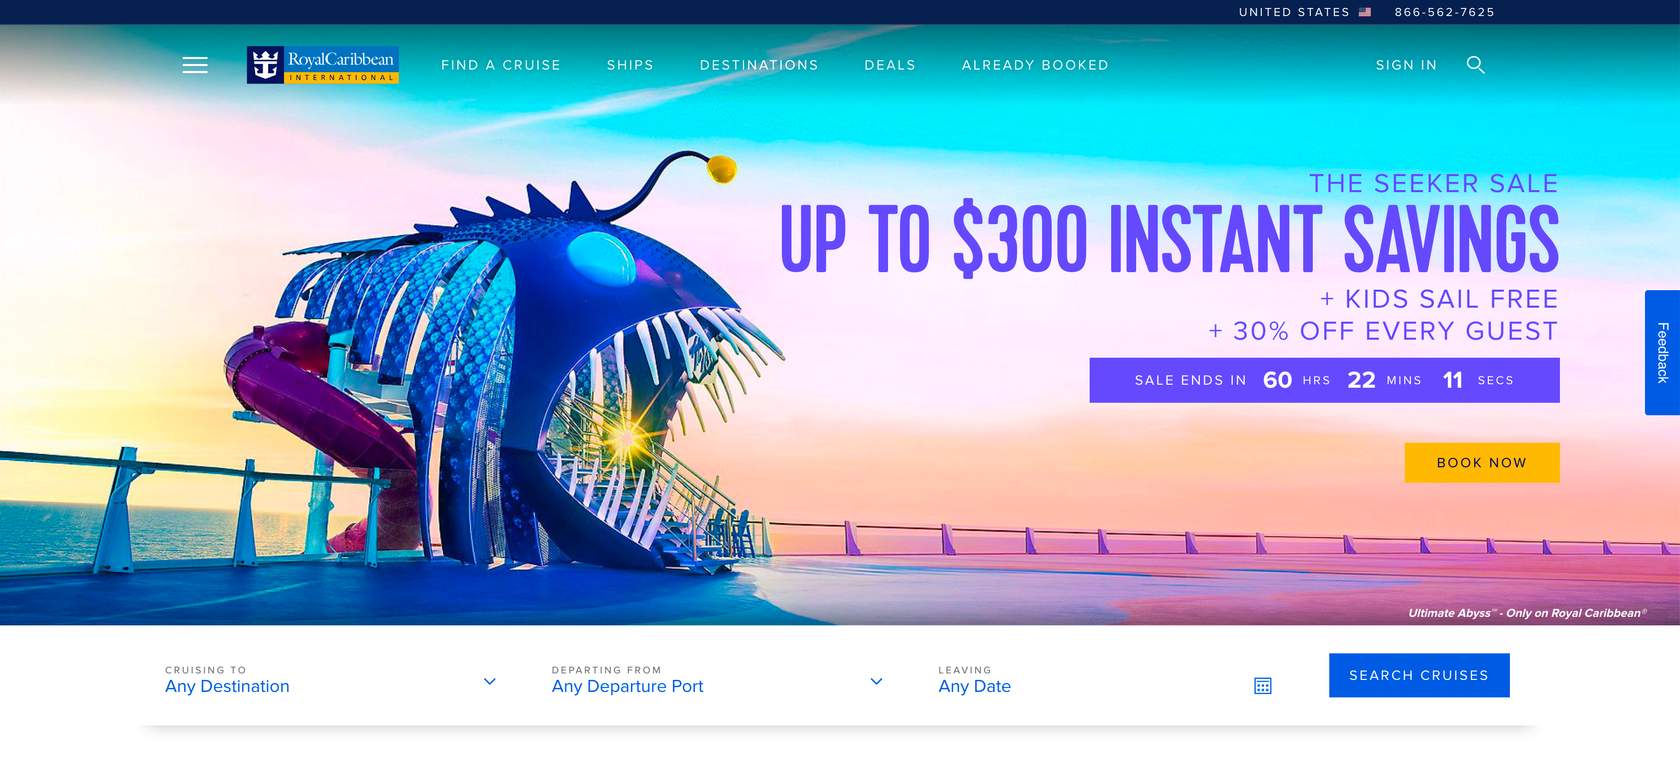 UNITED STATES 866-562-7625
RoyalCaribbean
INTERNATIONAL
FIND A CRUISE SHIPS DESTINATIONS DEALS ALREADY BOOKED SIGN IN
THE SEEKER SALE
UP TO $300 INSTANT SAVINGS
+ KIDS SAIL FREE
+ 30% OFF EVERY GUEST
SALE ENDS IN 60 HRS 22 MINS 11 SECS
Feedback
BOOK NOW
Ultimate Abyss℠ - Only on Royal Caribbean®
CRUISING TO DEPARTING FROM LEAVING
Any Destination Any Departure Port Any Date
SEARCH CRUISES